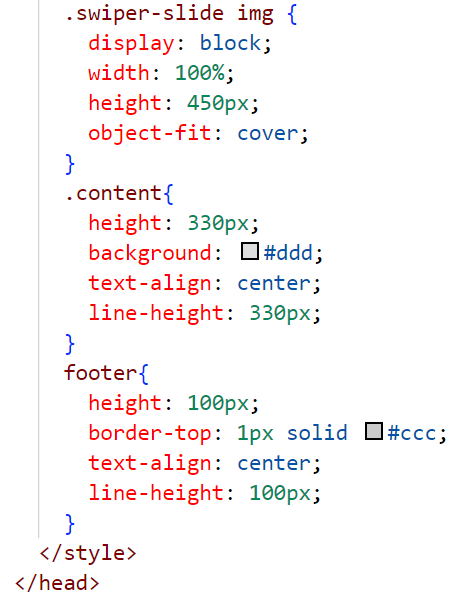 .swiper-slide img {
display: block;
width: 100%;
height: 450px;
object-fit: cover;
}
.content{
height: 330px;
background: #ddd;
text-align: center;
line-height: 330px;
}
footer{
height: 100px;
border-top: 1px solid #ccc;
text-align: center;
line-height: 100px;
}
</style>
</head>